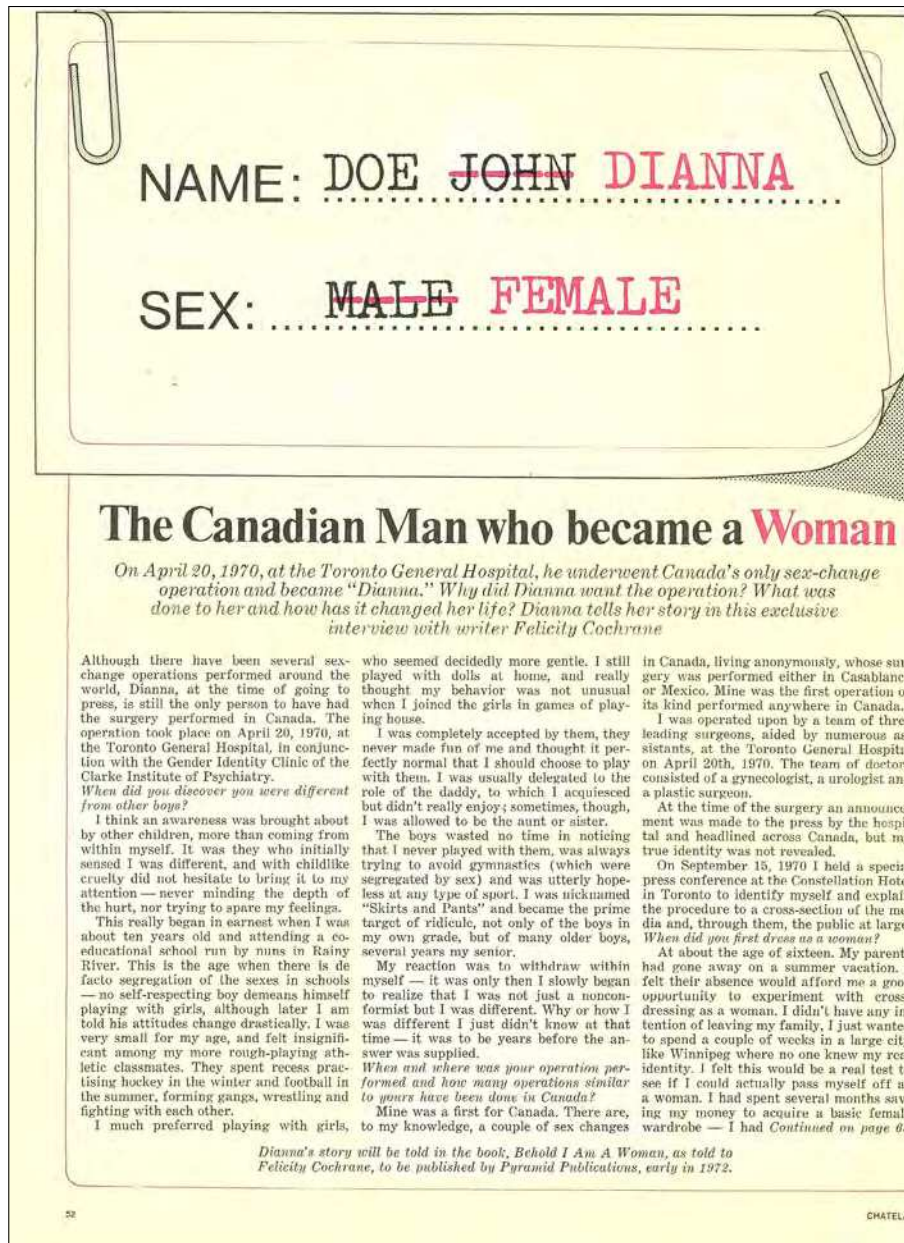 NAME: DOE JOHN DIANNA
SEX: MALE FEMALE
The Canadian Man who became a Woman
On April 20, 1970, at the Toronto General Hospital, he underwent Canada's only sex-change
operation and became "Dianna." Why did Dianna want the operation? What was
done to her and how has it changed her life? Dianna tells her story in this exclusive
interview with writer Felicity Cochrane
Although there have been several sex-
change operations performed around the
world, Dianna, at the time of going to
press, is still the only person to have had
the surgery performed in Canada. The
operation took place on April 20, 1970, at
the Toronto General Hospital, in conjunc-
tion with the Gender Identity Clinic of the
Clarke Institute of Psychiatry.
When did you discover you were different
from other boys?
I think an awareness was brought about
by other children, more than coming from
within myself. It was they who initially
sensed I was different, and with childlike
cruelty did not hesitate to bring it to my
attention — never minding the depth of
the hurt, nor trying to spare my feelings.
This really began in earnest when I was
about ten years old and attending a co-
educational school run by nuns in Rainy
River. This is the age when there is de
facto segregation of the sexes in schools
— no self-respecting boy demeans himself
playing with girls, although later I am
told his attitudes change drastically. I was
very small for my age, and felt insignifi-
cant among my more rough-playing ath-
letic classmates. They spent recess prac-
tising hockey in the winter and football in
the summer, forming gangs, wrestling and
fighting with each other.
I much preferred playing with girls,
who seemed decidedly more gentle. I still
played with dolls at home, and really
thought my behavior was not unusual
when I joined the girls in games of play-
ing house.
I was completely accepted by them, they
never made fun of me and thought it per-
fectly normal that I should choose to play
with them. I was usually delegated to the
role of the daddy, to which I acquiesced
but didn't really enjoy; sometimes, though,
I was allowed to be the aunt or sister.
The boys wasted no time in noticing
that I never played with them, was always
trying to avoid gymnastics (which were
segregated by sex) and was utterly hope-
less at any type of sport. I was nicknamed
"Skirts and Pants" and became the prime
target of ridicule, not only of the boys in
my own grade, but of many older boys,
several years my senior.
My reaction was to withdraw within
myself — it was only then I slowly began
to realize that I was not just a noncon-
formist but I was different. Why or how I
was different I just didn't know at that
time — it was to be years before the an-
swer was supplied.
When and where was your operation per-
formed and how many operations similar
to yours have been done in Canada?
Mine was a first for Canada. There are,
to my knowledge, a couple of sex changes
in Canada, living anonymously, whose sur
gery was performed either in Casablanc
or Mexico. Mine was the first operation o
its kind performed anywhere in Canada.
I was operated upon by a team of thre
leading surgeons, aided by numerous as
sistants, at the Toronto General Hospita
on April 20th, 1970. The team of doctor
consisted of a gynecologist, a urologist an
a plastic surgeon.
At the time of the surgery an announce
ment was made to the press by the hospi
tal and headlined across Canada, but m
true identity was not revealed.
On September 15, 1970 I held a specia
press conference at the Constellation Hote
in Toronto to identify myself and explai
the procedure to a cross-section of the me
dia and, through them, the public at large
When did you first dress as a woman?
At about the age of sixteen. My parent
had gone away on a summer vacation.
felt their absence would afford me a goo
opportunity to experiment with cross
dressing as a woman. I didn't have any in
tention of leaving my family, I just wante
to spend a couple of weeks in a large cit
like Winnipeg where no one knew my rea
identity. I felt this would be a real test t
see if I could actually pass myself off a
a woman. I had spent several months sav
ing my money to acquire a basic femal
wardrobe — I had Continued on page 6
Dianna's story will be told in the book, Behold I Am A Woman, as told to
Felicity Cochrane, to be published by Pyramid Publications, early in 1972.
52
CHATELA